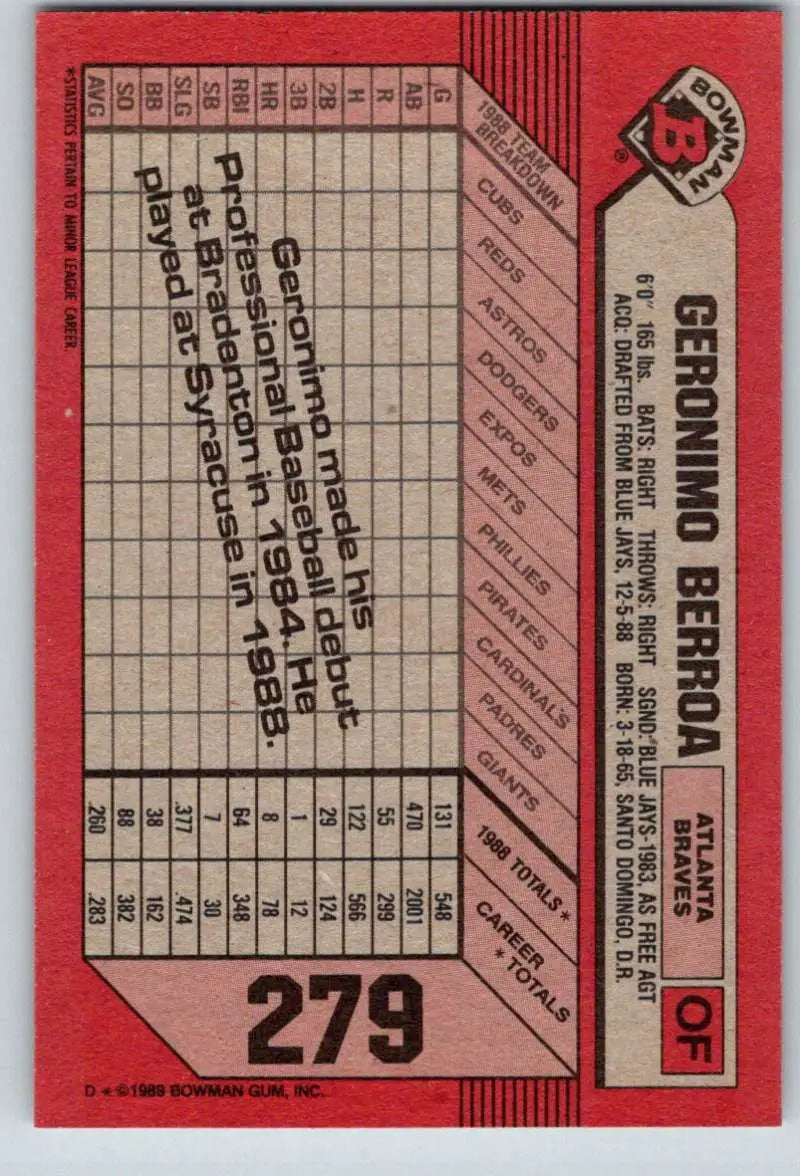 BOWMAN
B
®
GERONIMO BERROA
ATLANTA
BRAVES
OF
6'0" 165 lbs. BATS: RIGHT THROWS: RIGHT SGND: BLUE JAYS-1983, AS FREE AGT
ACQ: DRAFTED FROM BLUE JAYS, 12-5-88 BORN: 3-18-65, SANTO DOMINGO, D.R.
1988 TEAM
BREAKDOWN
CUBS
REDS
ASTROS
DODGERS
EXPOS
METS
PHILLIES
PIRATES
CARDINALS
PADRES
GIANTS
1988 TOTALS*
CAREER
* TOTALS
G 131 548
AB 470 2001
R 55 299
H 122 566
2B 29 124
3B 1 12
HR 8 78
RBI 64 348
SB 7 30
SLG .377 .474
BB 38 162
SO 88 382
AVG .260 .283
Geronimo made his
Professional Baseball debut
at Bradenton in 1984. He
played at Syracuse in 1988.
279
*STATISTICS PERTAIN TO MINOR LEAGUE CAREER.
D * ©1989 BOWMAN GUM, INC.